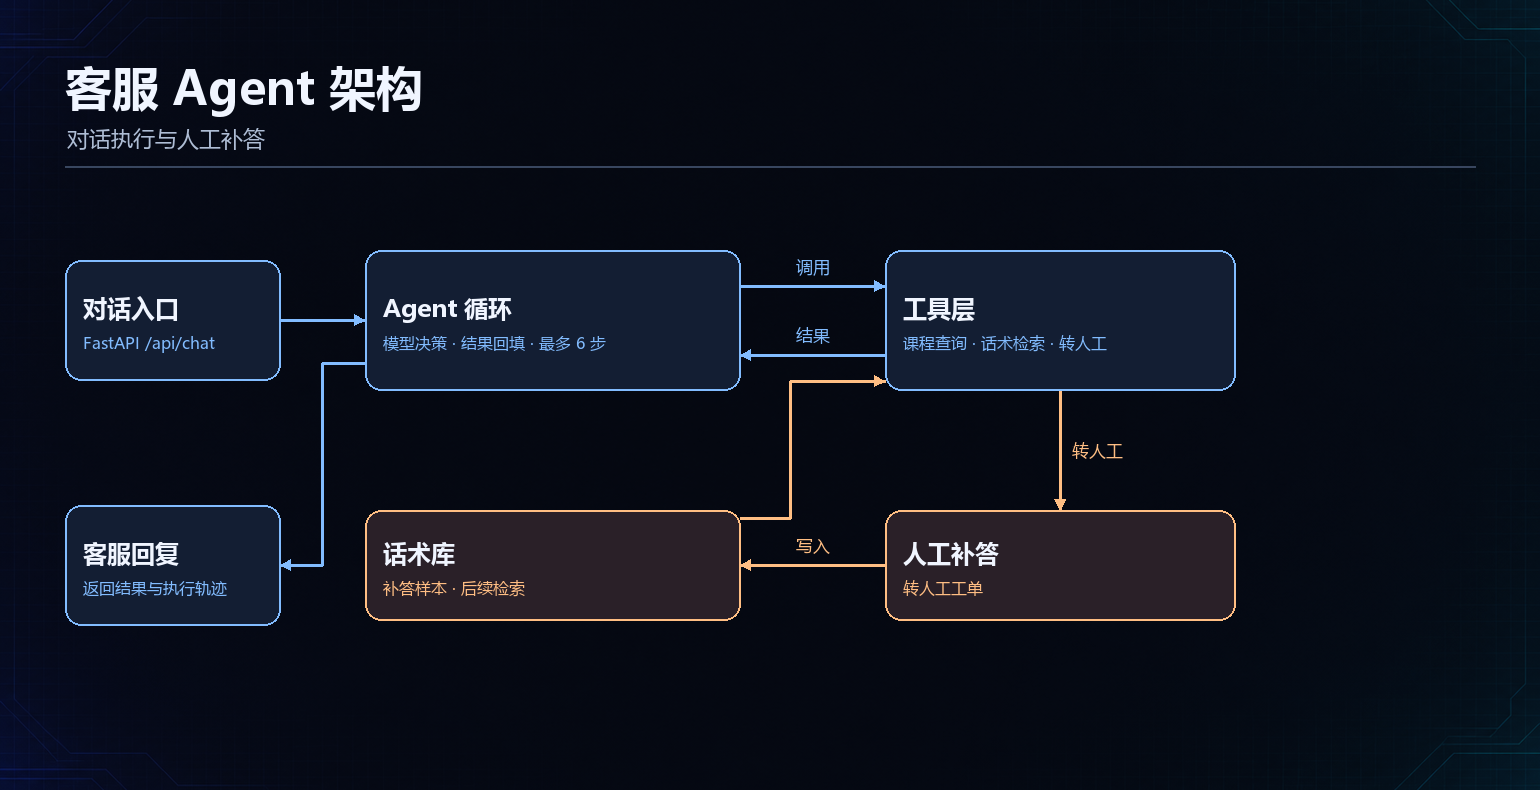 客服 Agent 架构
对话执行与人工补答
对话入口
FastAPI /api/chat
Agent 循环
模型决策 · 结果回填 · 最多 6 步
调用
结果
工具层
课程查询 · 话术检索 · 转人工
转人工
客服回复
返回结果与执行轨迹
话术库
补答样本 · 后续检索
写入
人工补答
转人工工单